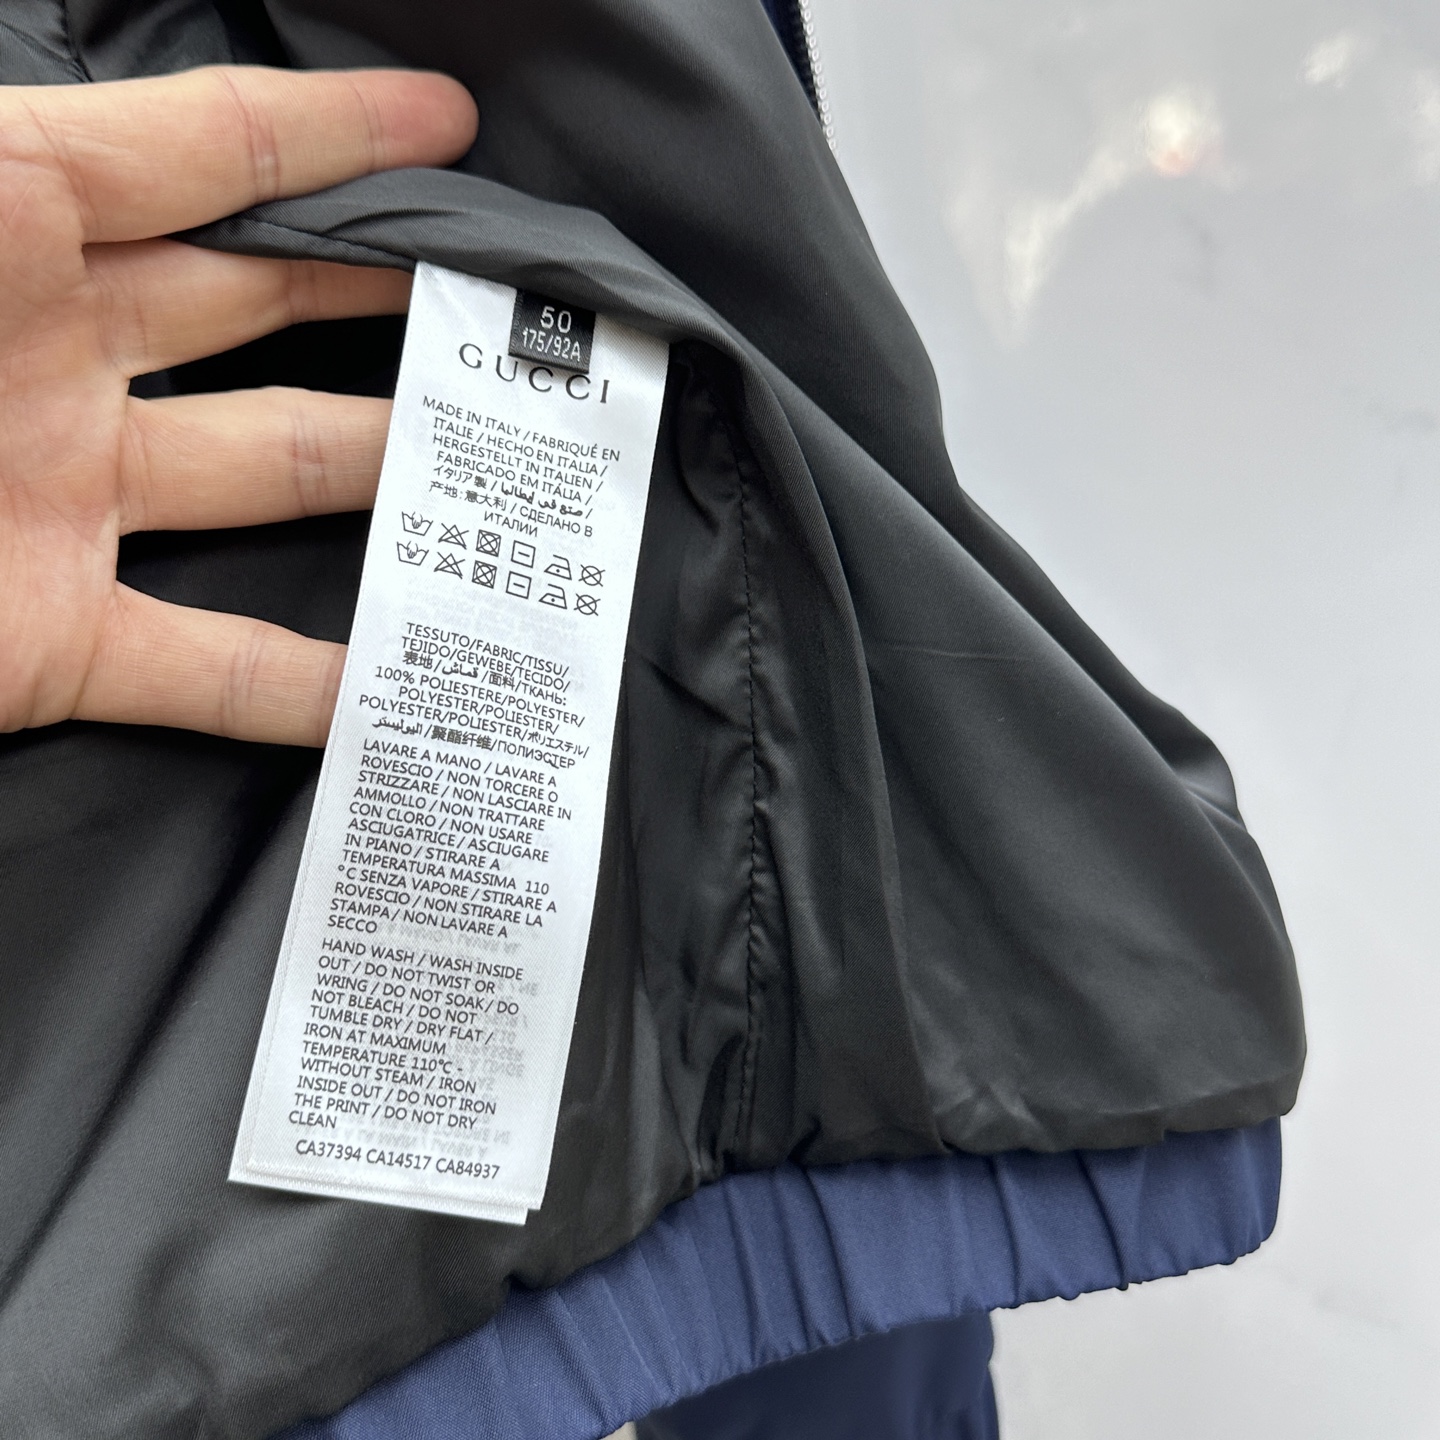 50
175/92A
GUCCI
MADE IN ITALY / FABRIQUÉ EN
ITALIE / HECHO EN ITALIA /
HERGESTELLT IN ITALIEN /
FABRICADO EM ITÁLIA /
イタリア製 / صنع في إيطاليا /
产地:意大利 / СДЕЛАНО В
ИТАЛИИ
TESSUTO/FABRIC/TISSU/
TEJIDO/GEWEBE/TECIDO/
表地/قماش/面料/ТКАНЬ:
100% POLIESTERE/POLYESTER/
POLYESTER/POLIESTER/
POLYESTER/POLIESTER/ポリエステル/
البوليستر/聚酯纤维/ПОЛИЭСТЕР
LAVARE A MANO / LAVARE A
ROVESCIO / NON TORCERE O
STRIZZARE / NON LASCIARE IN
AMMOLLO / NON TRATTARE
CON CLORO / NON USARE
ASCIUGATRICE / ASCIUGARE
IN PIANO / STIRARE A
TEMPERATURA MASSIMA 110
°C SENZA VAPORE / STIRARE A
ROVESCIO / NON STIRARE LA
STAMPA / NON LAVARE A
SECCO
HAND WASH / WASH INSIDE
OUT / DO NOT TWIST OR
WRING / DO NOT SOAK / DO
NOT BLEACH / DO NOT
TUMBLE DRY / DRY FLAT /
IRON AT MAXIMUM
TEMPERATURE 110°C -
WITHOUT STEAM / IRON
INSIDE OUT / DO NOT IRON
THE PRINT / DO NOT DRY
CLEAN
CA37394 CA14517 CA84937